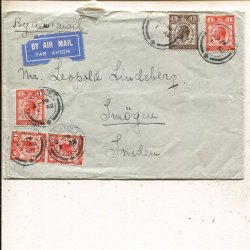 By air mail
BY AIR MAIL
PAR AVION
Mr. Leopold Lindeberg
Smögen
Sweden